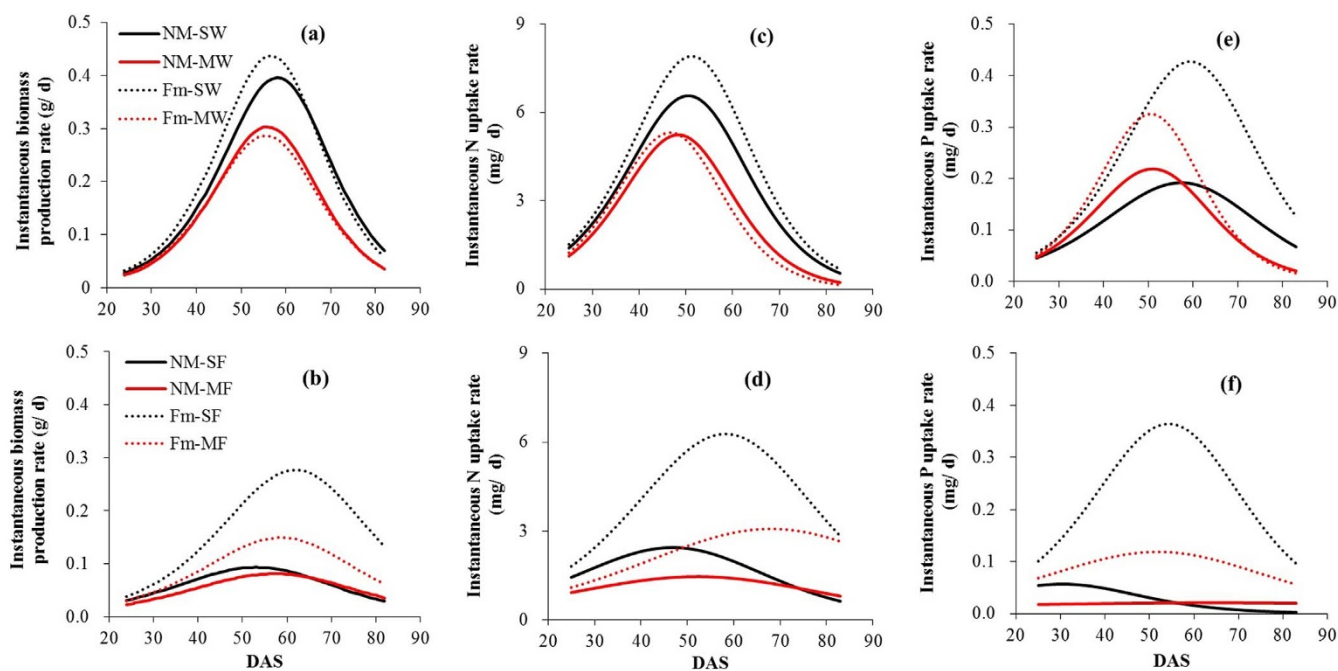 Instantaneous biomass
production rate (g/ d)
0.5
0.4
0.3
0.2
0.1
0
20 30 40 50 60 70 80 90
NM-SW
NM-MW
Fm-SW
Fm-MW
(a)
Instantaneous N uptake rate
(mg/ d)
9
6
3
0
20 30 40 50 60 70 80 90
(c)
Instantaneous P uptake rate
(mg/ d)
0.5
0.4
0.3
0.2
0.1
0.0
20 30 40 50 60 70 80 90
(e)
Instantaneous biomass
production rate (g/ d)
0.5
0.4
0.3
0.2
0.1
0.0
20 30 40 50 60 70 80 90
DAS
NM-SF
NM-MF
Fm-SF
Fm-MF
(b)
Instantaneous N uptake rate
(mg/ d)
9
6
3
0
20 30 40 50 60 70 80 90
DAS
(d)
Instantaneous P uptake rate
(mg/ d)
0.5
0.4
0.3
0.2
0.1
0.0
20 30 40 50 60 70 80 90
DAS
(f)